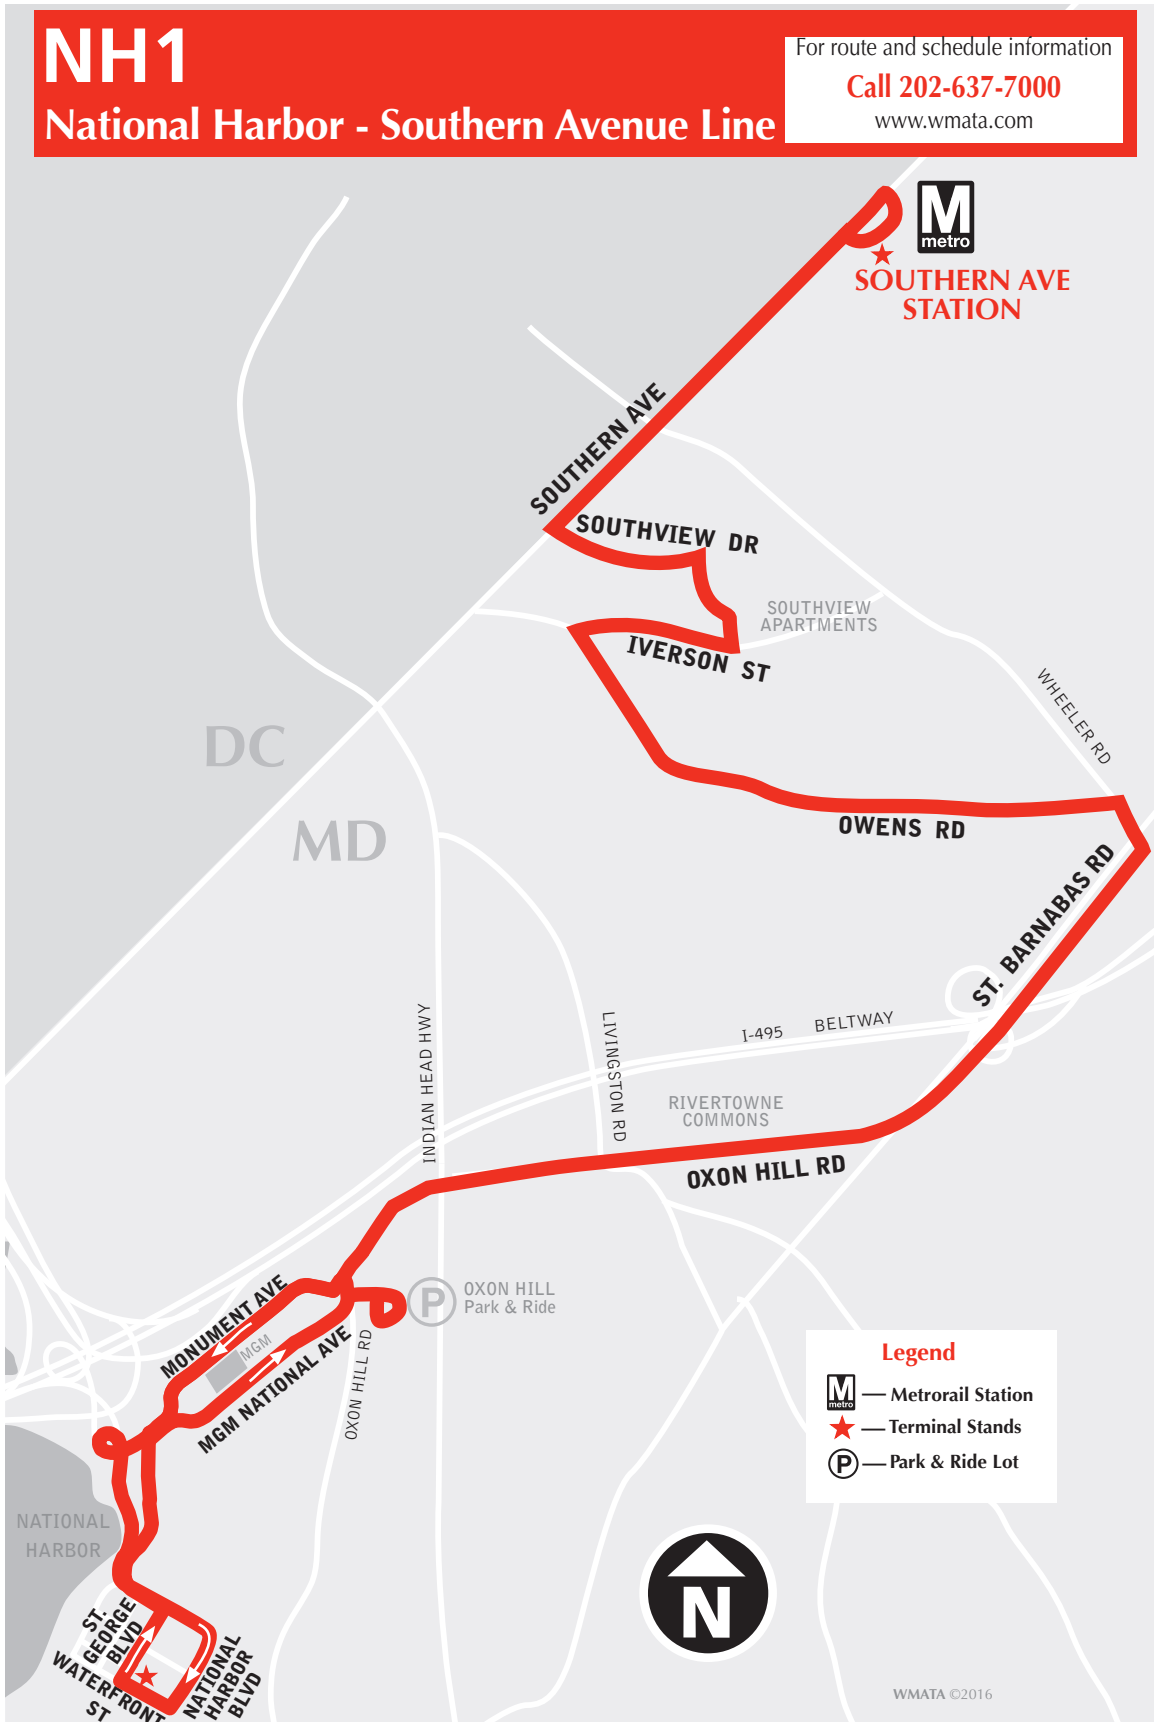 NH1
National Harbor - Southern Avenue Line
For route and schedule information
Call 202-637-7000
www.wmata.com
M
metro
SOUTHERN AVE
STATION
SOUTHERN AVE
SOUTHVIEW DR
SOUTHVIEW
APARTMENTS
IVERSON ST
WHEELER RD
DC
MD
OWENS RD
ST. BARNABAS RD
I-495 BELTWAY
INDIAN HEAD HWY
LIVINGSTON RD
RIVERTOWNE
COMMONS
OXON HILL RD
P
OXON HILL
Park & Ride
MONUMENT AVE
MGM
MGM NATIONAL AVE
OXON HILL RD
Legend
M
metro
— Metrorail Station
— Terminal Stands
P
— Park & Ride Lot
NATIONAL
HARBOR
N
ST.
GEORGE
BLVD
WATERFRONT
ST
NATIONAL
HARBOR
BLVD
WMATA ©2016